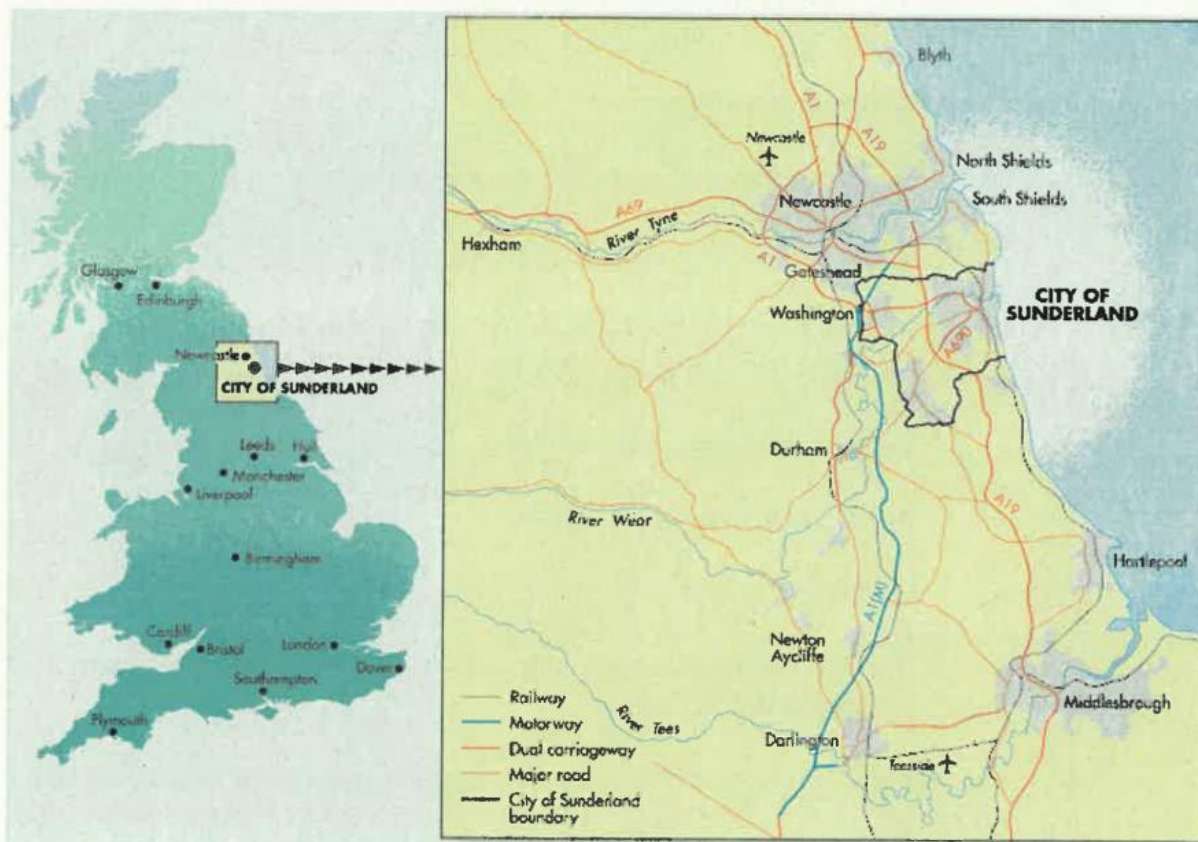 Glasgow
Edinburgh
Newcastle
CITY OF SUNDERLAND
Leeds
Hull
Manchester
Liverpool
Birmingham
Cardiff
Bristol
London
Dover
Southampton
Plymouth
Blyth
A1
A19
Newcastle
North Shields
South Shields
Newcastle
A69
River Tyne
Hexham
A1
Gateshead
Washington
CITY OF
SUNDERLAND
A690
Durham
River Wear
A19
Hartlepool
A1(M)
Newton
Aycliffe
River Tees
Middlesbrough
Darlington
Teesside
Railway
Motorway
Dual carriageway
Major road
City of Sunderland
boundary